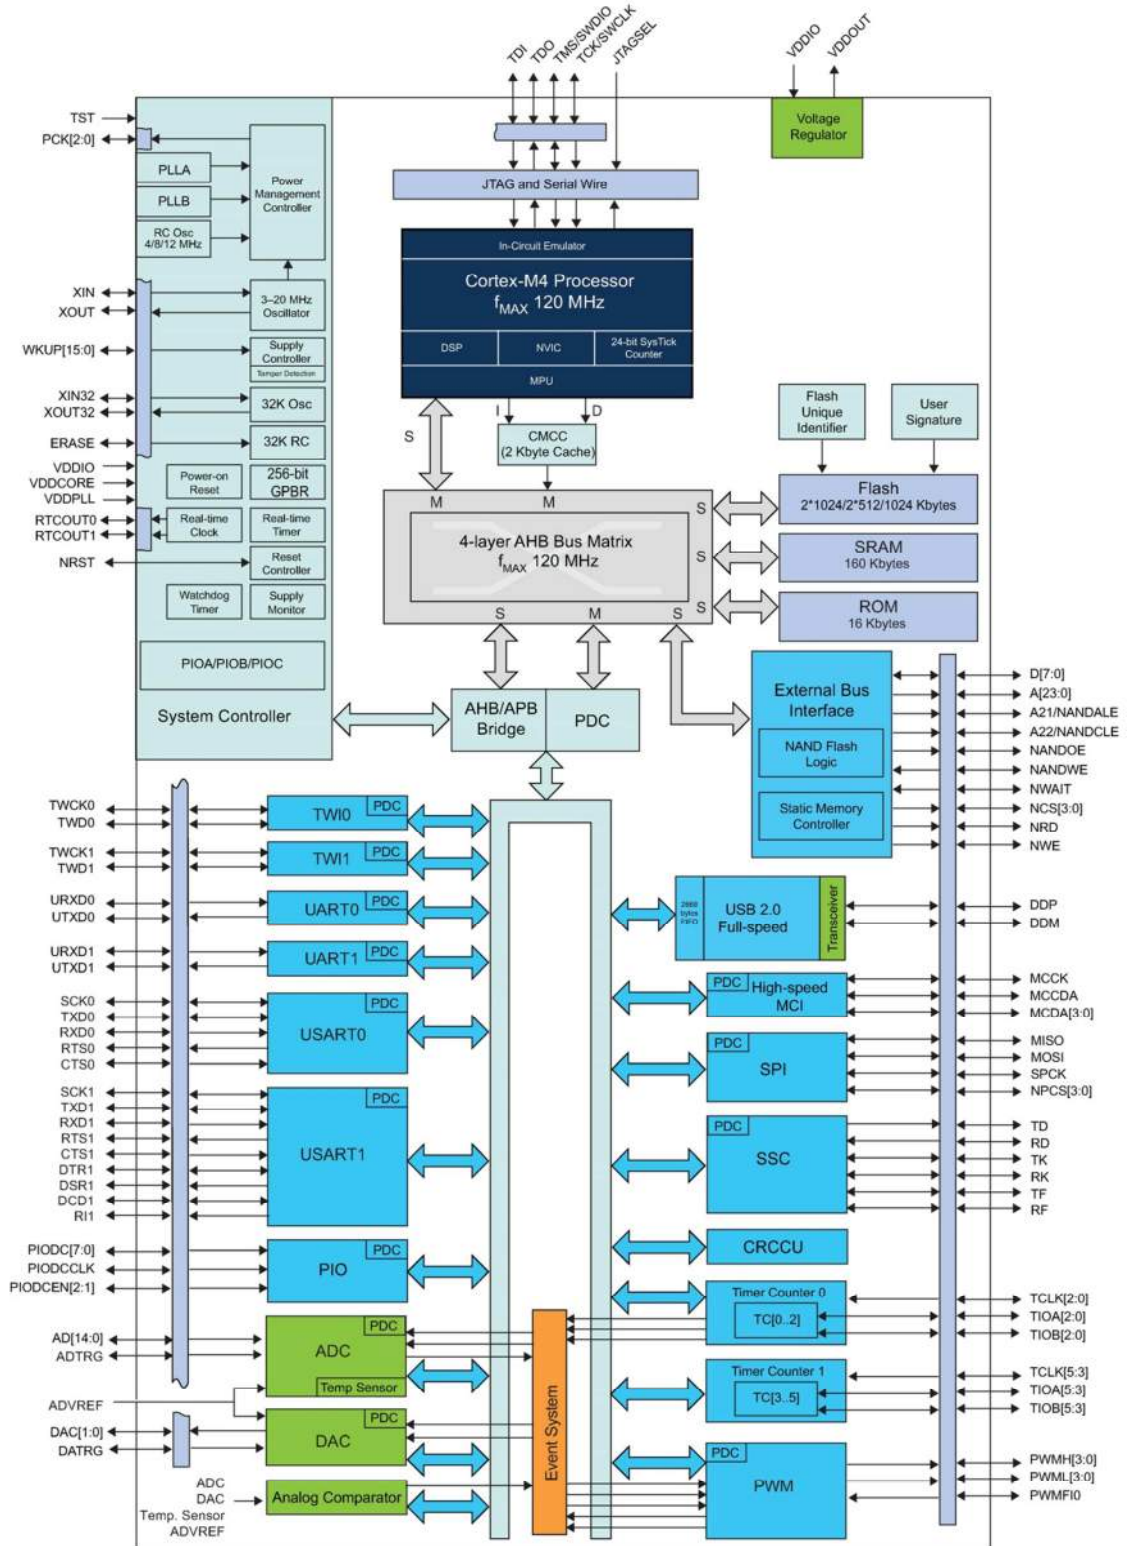 TDI
TDO
TMS/SWDIO
TCK/SWCLK
JTAGSEL
VDDIO
VDDOUT
Voltage
Regulator
TST
PCK[2:0]
PLLA
PLLB
RC Osc
4/8/12 MHz
Power
Management
Controller
JTAG and Serial Wire
In-Circuit Emulator
Cortex-M4 Processor
fMAX 120 MHz
DSP
NVIC
24-bit SysTick
Counter
MPU
XIN
XOUT
3–20 MHz
Oscillator
WKUP[15:0]
Supply
Controller
Tamper Detection
XIN32
XOUT32
32K Osc
ERASE
32K RC
VDDIO
VDDCORE
VDDPLL
Power-on
Reset
256-bit
GPBR
RTCOUT0
RTCOUT1
Real-time
Clock
Real-time
Timer
NRST
Reset
Controller
Watchdog
Timer
Supply
Monitor
PIOA/PIOB/PIOC
System Controller
S
I
D
CMCC
(2 Kbyte Cache)
Flash
Unique
Identifier
User
Signature
M
M
S
4-layer AHB Bus Matrix
fMAX 120 MHz
S
S
S
M
S
Flash
2*1024/2*512/1024 Kbytes
SRAM
160 Kbytes
ROM
16 Kbytes
AHB/APB
Bridge
PDC
External Bus
Interface
NAND Flash
Logic
Static Memory
Controller
D[7:0]
A[23:0]
A21/NANDALE
A22/NANDCLE
NANDOE
NANDWE
NWAIT
NCS[3:0]
NRD
NWE
TWCK0
TWD0
TWI0
PDC
TWCK1
TWD1
TWI1
PDC
URXD0
UTXD0
UART0
PDC
URXD1
UTXD1
UART1
PDC
SCK0
TXD0
RXD0
RTS0
CTS0
USART0
PDC
SCK1
TXD1
RXD1
RTS1
CTS1
DTR1
DSR1
DCD1
RI1
USART1
PDC
PIODC[7:0]
PIODCCLK
PIODCEN[2:1]
PIO
PDC
AD[14:0]
ADTRG
ADC
PDC
Temp Sensor
ADVREF
DAC[1:0]
DATRG
DAC
PDC
ADC
DAC
Temp. Sensor
ADVREF
Analog Comparator
Event System
2668
bytes
FIFO
USB 2.0
Full-speed
Transceiver
DDP
DDM
PDC
High-speed
MCI
MCCK
MCCDA
MCDA[3:0]
PDC
SPI
MISO
MOSI
SPCK
NPCS[3:0]
PDC
SSC
TD
RD
TK
RK
TF
RF
CRCCU
Timer Counter 0
TC[0..2]
TCLK[2:0]
TIOA[2:0]
TIOB[2:0]
Timer Counter 1
TC[3..5]
TCLK[5:3]
TIOA[5:3]
TIOB[5:3]
PDC
PWM
PWMH[3:0]
PWML[3:0]
PWMFI0